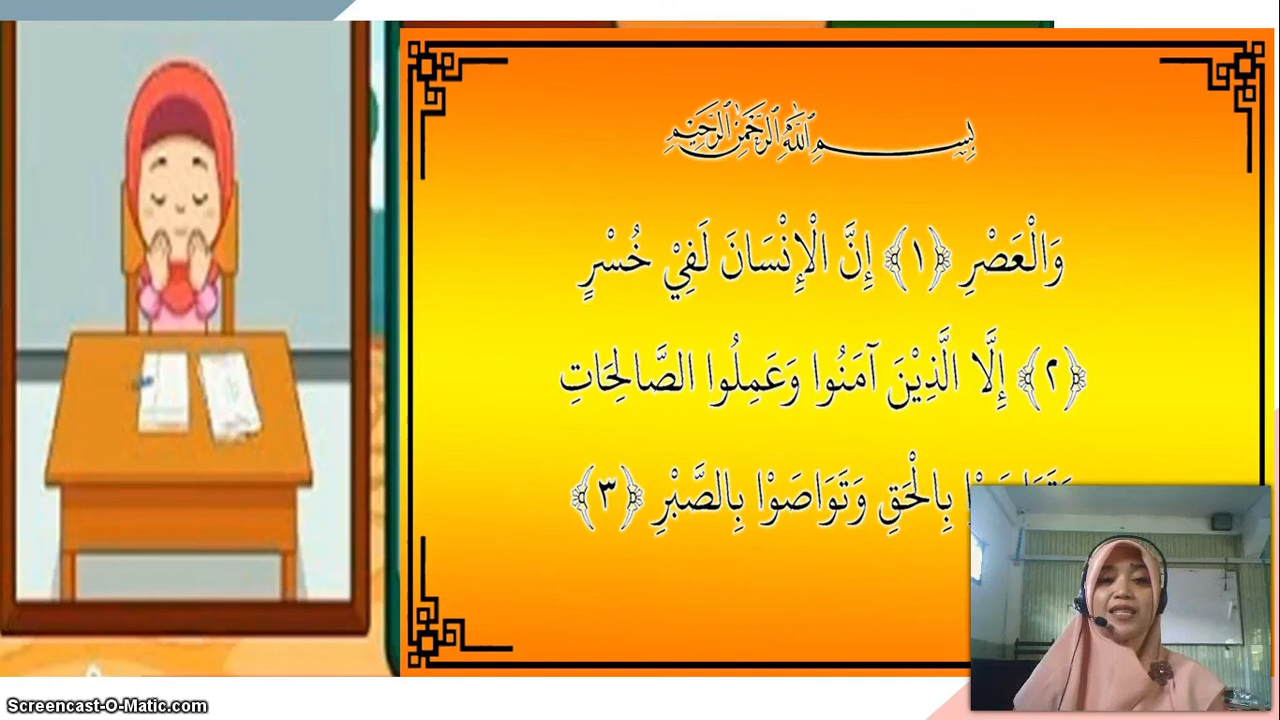 بِسْمِ اللَّهِ الرَّحْمَٰنِ الرَّحِيمِ
وَالْعَصْرِ ﴿١﴾ إِنَّ الْإِنْسَانَ لَفِيْ خُسْرٍ
﴿٢﴾ إِلَّا الَّذِيْنَ آمَنُوا وَعَمِلُوا الصَّالِحَاتِ
بِالْحَقِ وَتَوَاصَوْا بِالصَّبْرِ ﴿٣﴾
Screencast-O-Matic.com